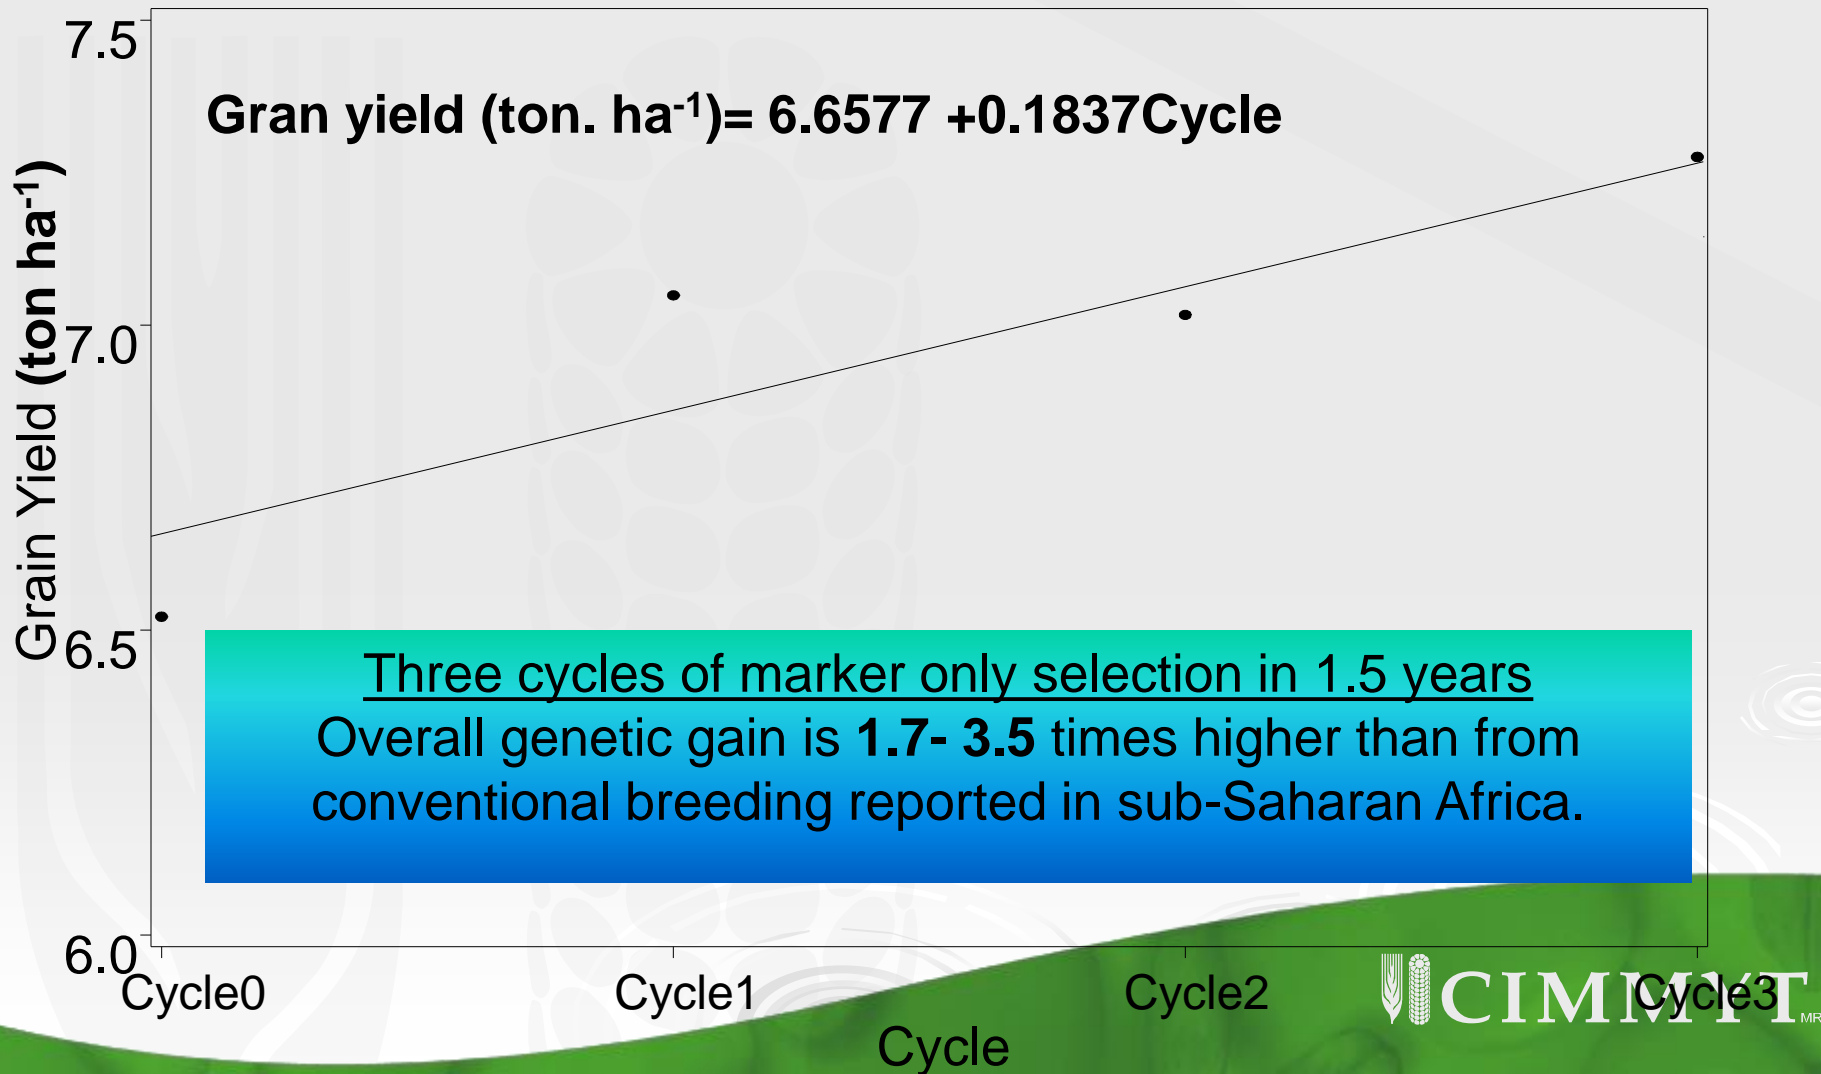 7.5
Gran yield (ton. ha-1)= 6.6577 +0.1837Cycle
Grain Yield (ton ha-1)
7.0
6.5
Three cycles of marker only selection in 1.5 years
Overall genetic gain is 1.7- 3.5 times higher than from
conventional breeding reported in sub-Saharan Africa.
6.0
Cycle0 Cycle1 Cycle2 Cycle3
CIMMYT MR
Cycle